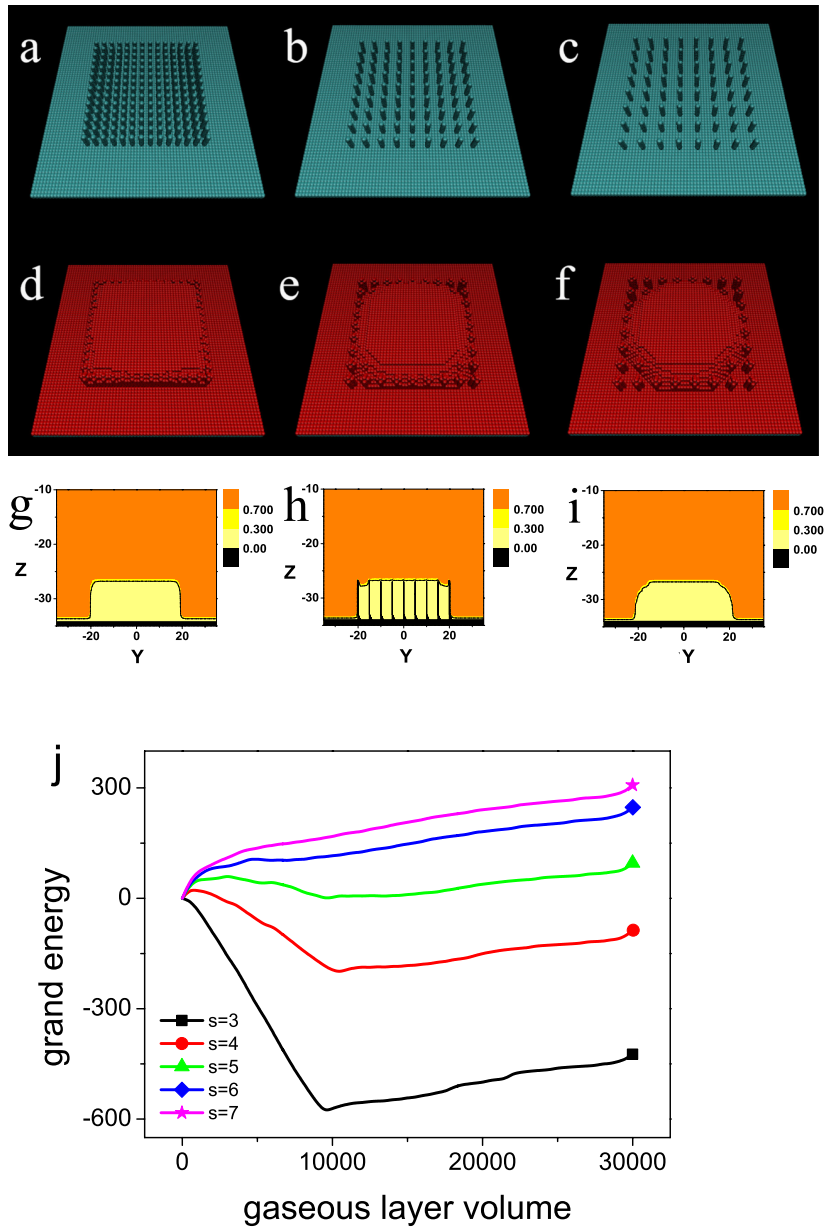 a b c
d e f
g
-10
-20
-30
Z
-20 0 20
Y
0.700
0.300
0.00
h
-10
-20
-30
Z
-20 0 20
Y
0.700
0.300
0.00
i
-10
-20
-30
Z
-20 0 20
Y
0.700
0.300
0.00
j
300
0
-300
-600
grand energy
s=3
s=4
s=5
s=6
s=7
0 10000 20000 30000
gaseous layer volume